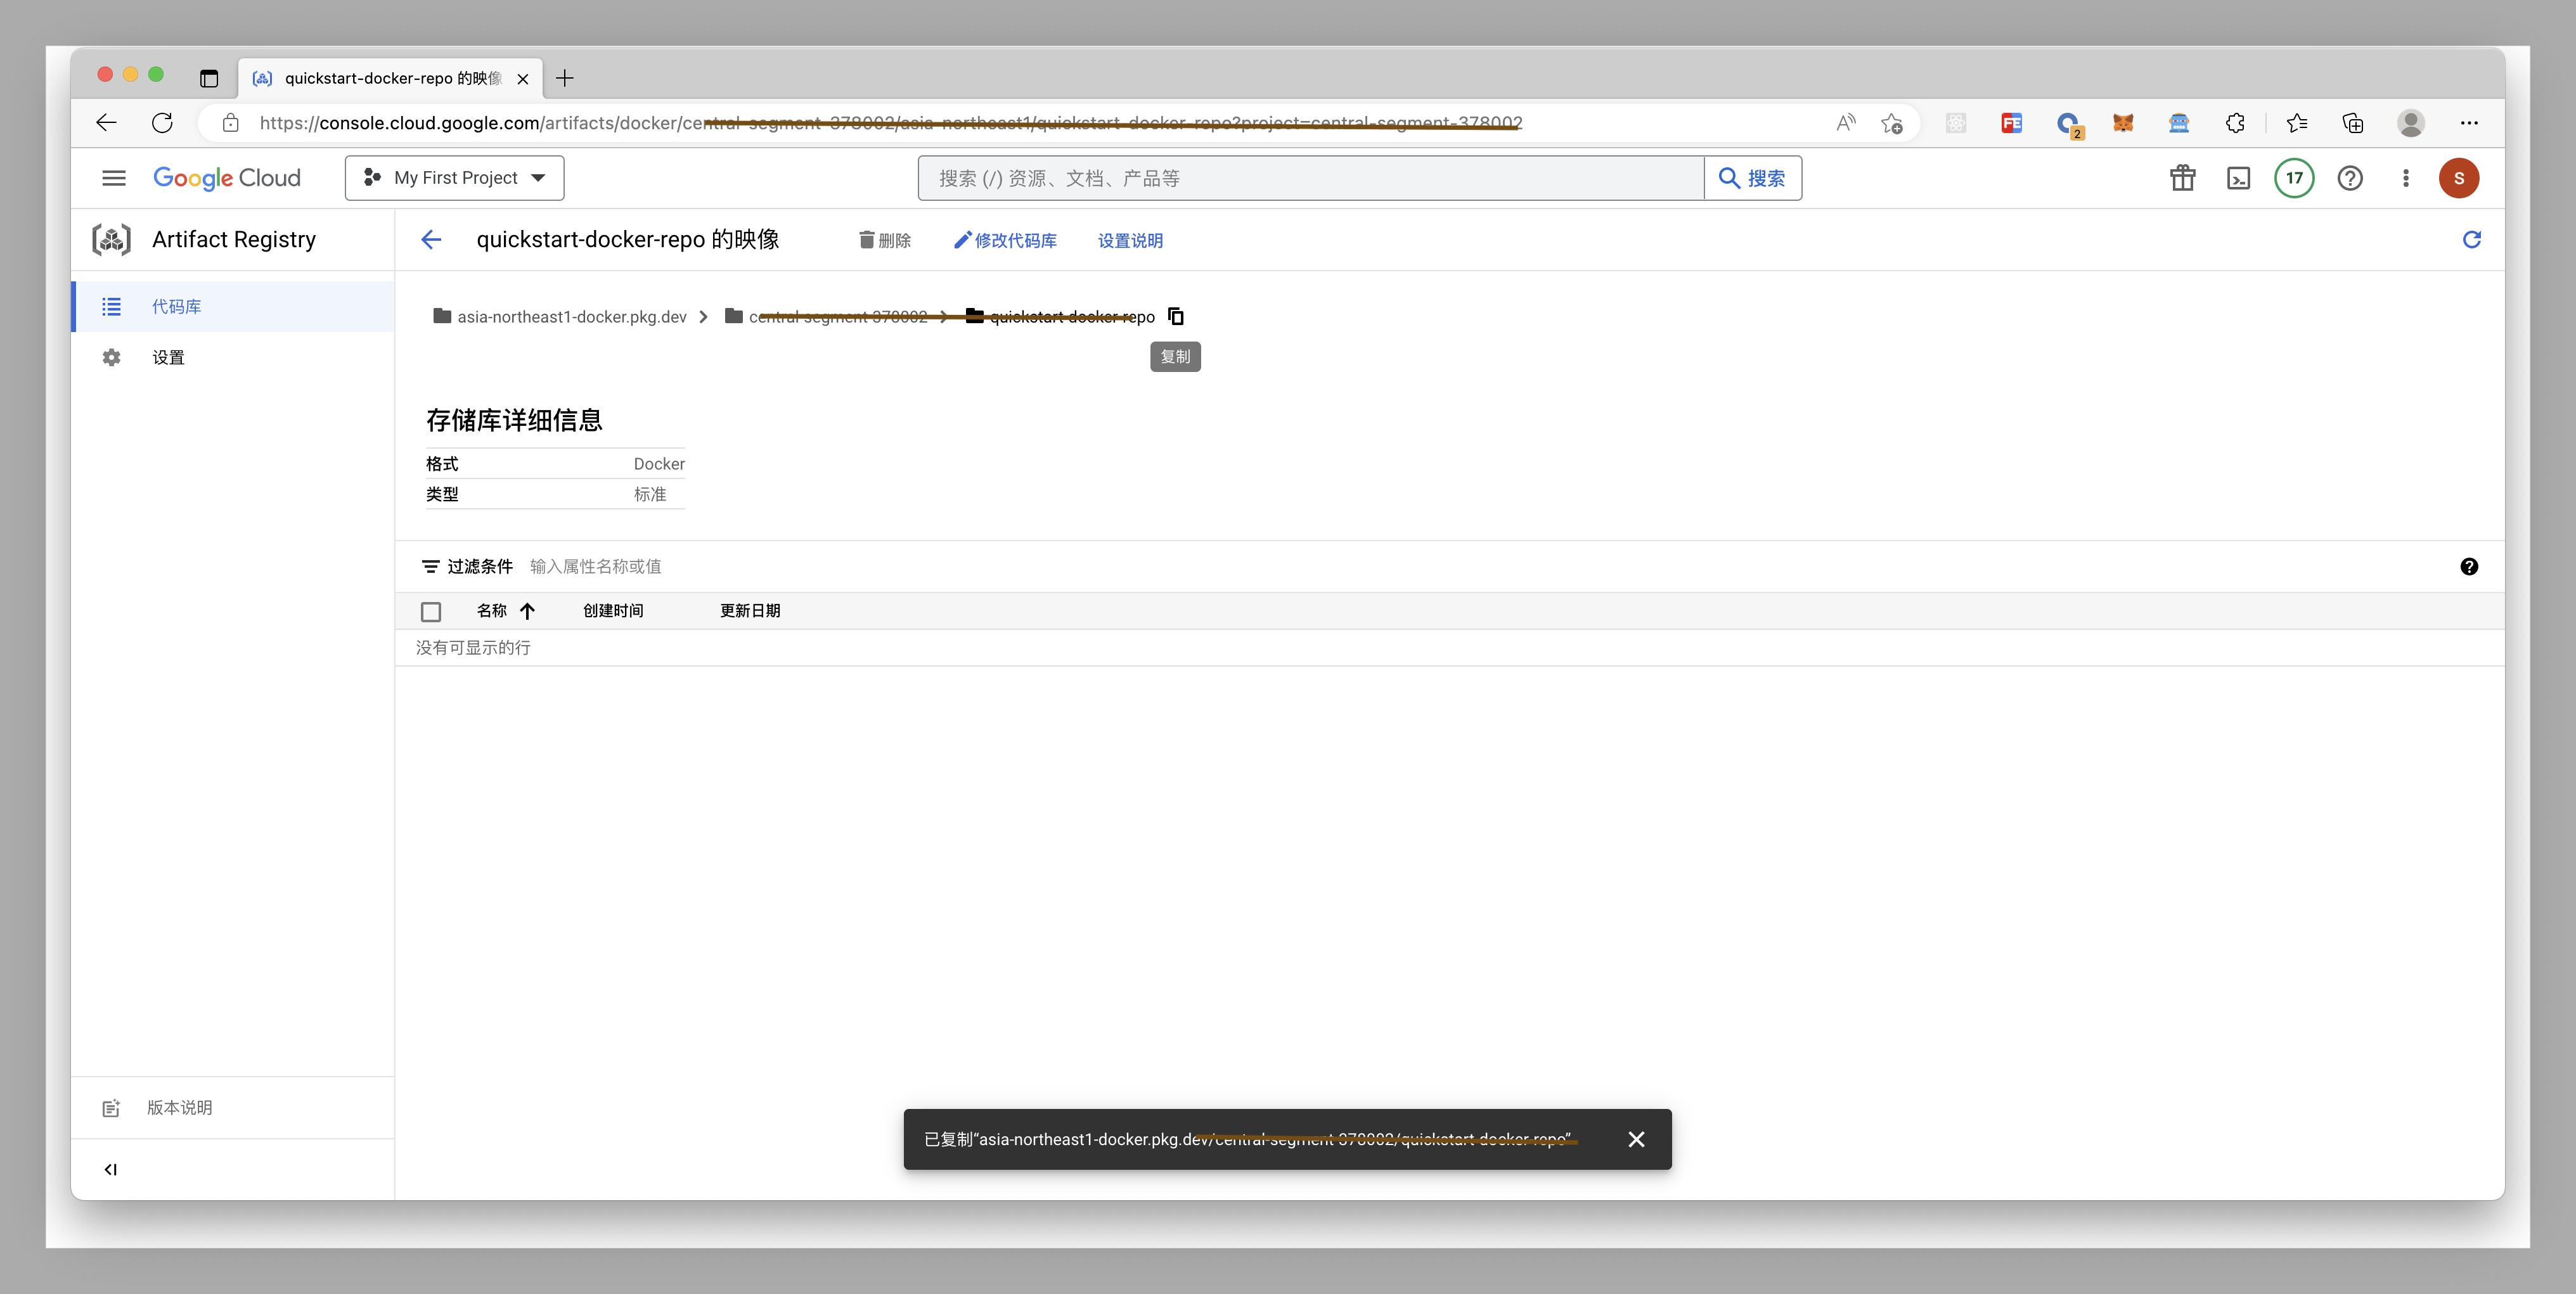 quickstart-docker-repo 的映像
https://console.cloud.google.com/artifacts/docker/central-segment-378002/asia-northeast1/quickstart-docker-repo?project=central-segment-378002
2
Google Cloud
My First Project
搜索 (/) 资源、文档、产品等
搜索
17
S
Artifact Registry
quickstart-docker-repo 的映像
删除
修改代码库
设置说明
代码库
设置
asia-northeast1-docker.pkg.dev
central-segment-378002
quickstart-docker-repo
复制
存储库详细信息
格式 Docker
类型 标准
过滤条件 输入属性名称或值
名称 创建时间 更新日期
没有可显示的行
版本说明
已复制“asia-northeast1-docker.pkg.dev/central-segment-378002/quickstart-docker-repo”